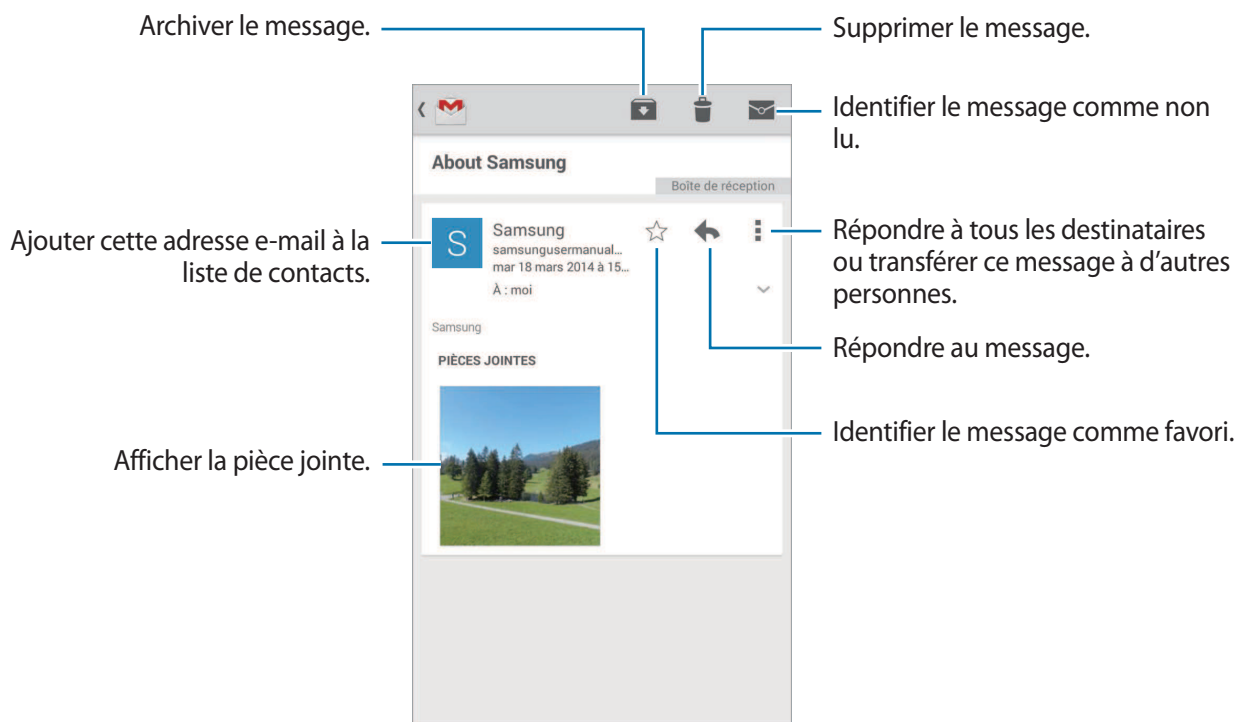 Archiver le message.
Supprimer le message.
Identifier le message comme non
lu.
About Samsung
Boîte de réception
Ajouter cette adresse e-mail à la
liste de contacts.
S
Samsung
samsungusermanual...
mar 18 mars 2014 à 15...
À : moi
Répondre à tous les destinataires
ou transférer ce message à d'autres
personnes.
Samsung
Répondre au message.
PIÈCES JOINTES
Identifier le message comme favori.
Afficher la pièce jointe.